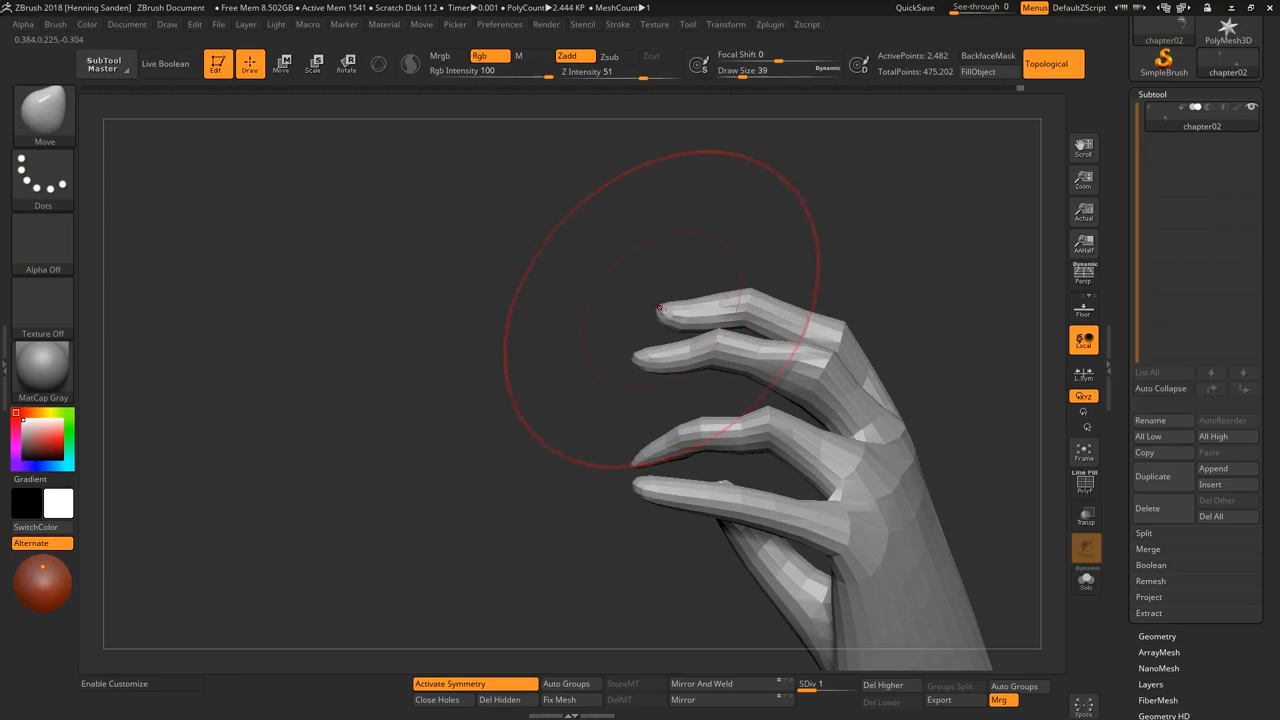 ZBrush 2018 [Henning Sanden]
ZBrush Document
● Free Mem 8.502GB ● Active Mem 1541 ● Scratch Disk 112 ● Timer▶0.001 ● PolyCount▶2.444 KP ● MeshCount▶1
QuickSave
See-through 0
Menus
DefaultZScript
Alpha Brush Color Document Draw Edit File Layer Light Macro Marker Material Movie Picker Preferences Render Stencil Stroke Texture Tool Transform Zplugin Zscript
0.384,0.225,-0.304
SubTool
Master
Live Boolean
Edit
Draw
Move
Scale
Rotate
Mrgb Rgb M
Rgb Intensity 100
Zadd Zsub Zcut
Z Intensity 51
Focal Shift 0
Draw Size 39
Dynamic
ActivePoints: 2,482
TotalPoints: 475,202
BackfaceMask
FillObject
Topological
chapter02
PolyMesh3D
SimpleBrush
chapter02
Move
Dots
Alpha Off
Texture Off
MatCap Gray
Gradient
SwitchColor
Alternate
Scroll
Zoom
Actual
AAHalf
Dynamic
Persp
Floor
Local
L.Sym
XYZ
Frame
Line Fill
PolyF
Transp
Dynamic
Solo
Xpose
Subtool
chapter02
List All
Auto Collapse
Rename AutoReorder
All Low All High
Copy Paste
Duplicate Append
Insert
Delete Del Other
Del All
Split
Merge
Boolean
Remesh
Project
Extract
Geometry
ArrayMesh
NanoMesh
Layers
FiberMesh
Geometry HD
Enable Customize
Activate Symmetry Auto Groups StoreMT Mirror And Weld SDiv 1 Del Higher Groups Split Auto Groups
Close Holes Del Hidden Fix Mesh DelMT Mirror Del Lower Export Mrg